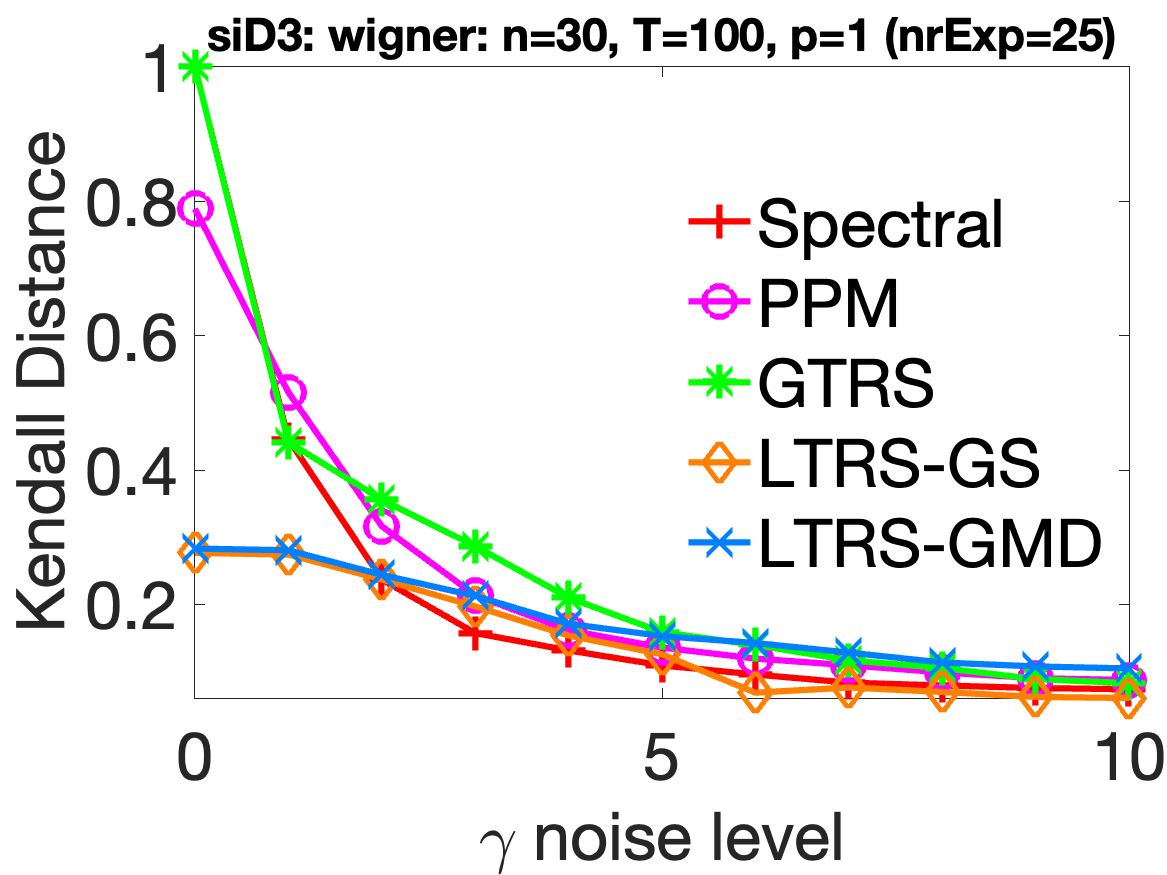 siD3: wigner: n=30, T=100, p=1 (nrExp=25)
Kendall Distance
1
0.8
0.6
0.4
0.2
Spectral
PPM
GTRS
LTRS-GS
LTRS-GMD
0 5 10
γ noise level